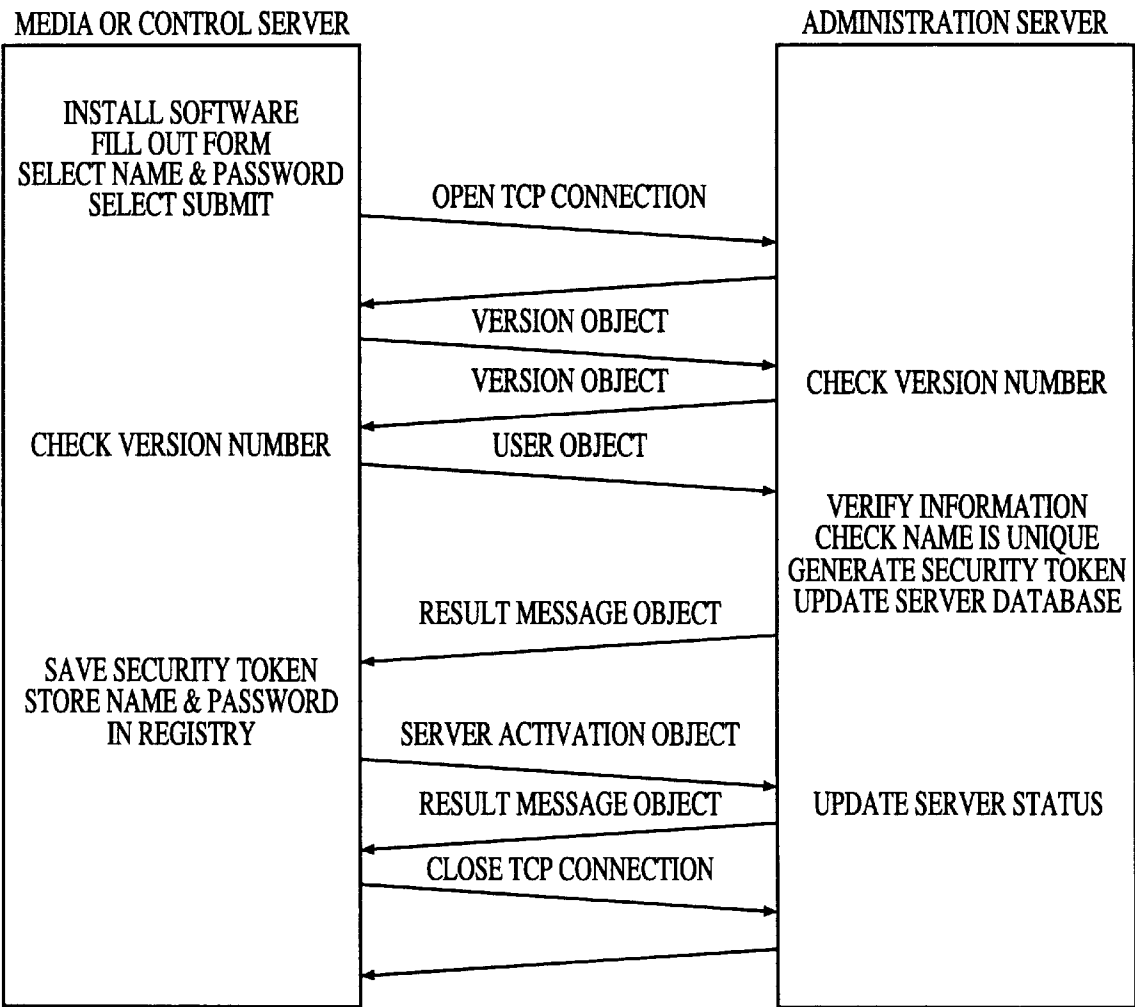 MEDIA OR CONTROL SERVER
ADMINISTRATION SERVER
INSTALL SOFTWARE
FILL OUT FORM
SELECT NAME & PASSWORD
SELECT SUBMIT
OPEN TCP CONNECTION
VERSION OBJECT
VERSION OBJECT
CHECK VERSION NUMBER
CHECK VERSION NUMBER
USER OBJECT
VERIFY INFORMATION
CHECK NAME IS UNIQUE
GENERATE SECURITY TOKEN
UPDATE SERVER DATABASE
RESULT MESSAGE OBJECT
SAVE SECURITY TOKEN
STORE NAME & PASSWORD
IN REGISTRY
SERVER ACTIVATION OBJECT
RESULT MESSAGE OBJECT
UPDATE SERVER STATUS
CLOSE TCP CONNECTION